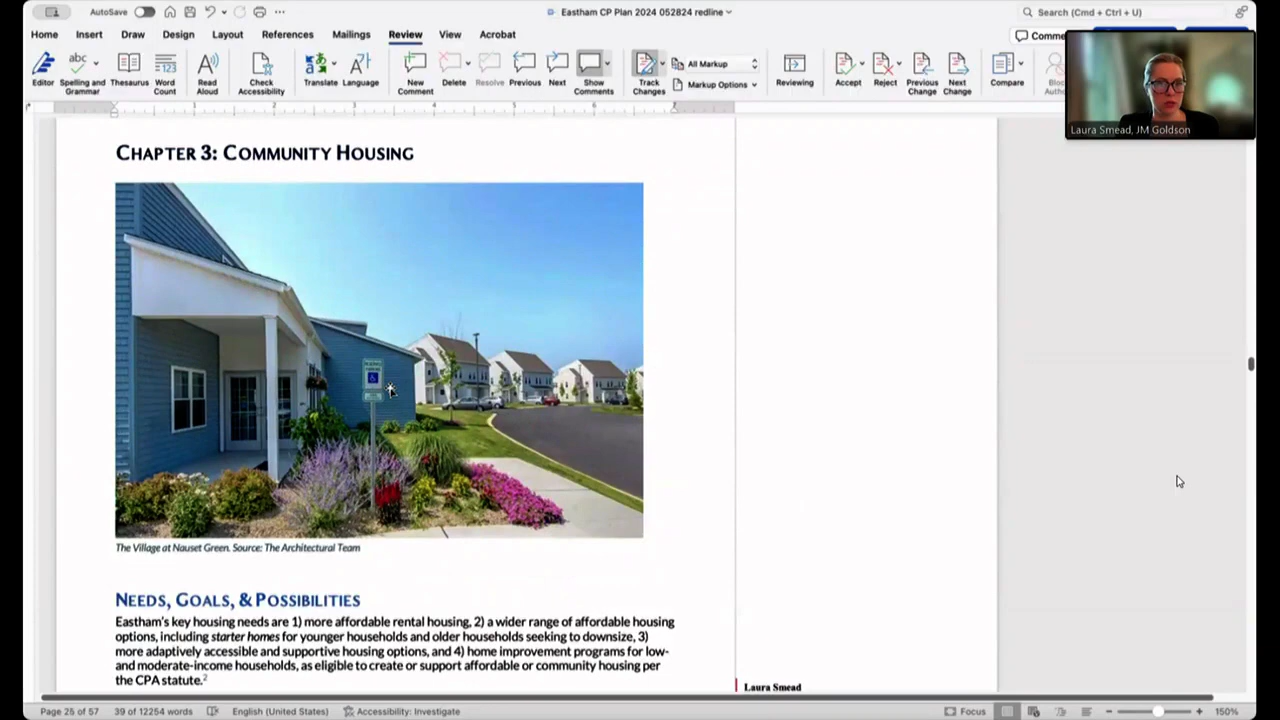 AutoSave
Eastham CP Plan 2024 052824 redline
Search (Cmd + Ctrl + U)
Home Insert Draw Design Layout References Mailings Review View Acrobat
Comme
Editor
Spelling and Grammar
Thesaurus
Word Count
Read Aloud
Check Accessibility
Translate
Language
New Comment
Delete
Resolve
Previous
Next
Show Comments
Track Changes
All Markup
Markup Options
Reviewing
Accept
Reject
Previous Change
Next Change
Compare
Laura Smead, JM Goldson
CHAPTER 3: COMMUNITY HOUSING
The Village at Nauset Green. Source: The Architectural Team
NEEDS, GOALS, & POSSIBILITIES
Eastham's key housing needs are 1) more affordable rental housing, 2) a wider range of affordable housing
options, including starter homes for younger households and older households seeking to downsize, 3)
more adaptively accessible and supportive housing options, and 4) home improvement programs for low-
and moderate-income households, as eligible to create or support affordable or community housing per
the CPA statute.2
Laura Smead
Page 25 of 57 39 of 12254 words English (United States) Accessibility: Investigate Focus 150%